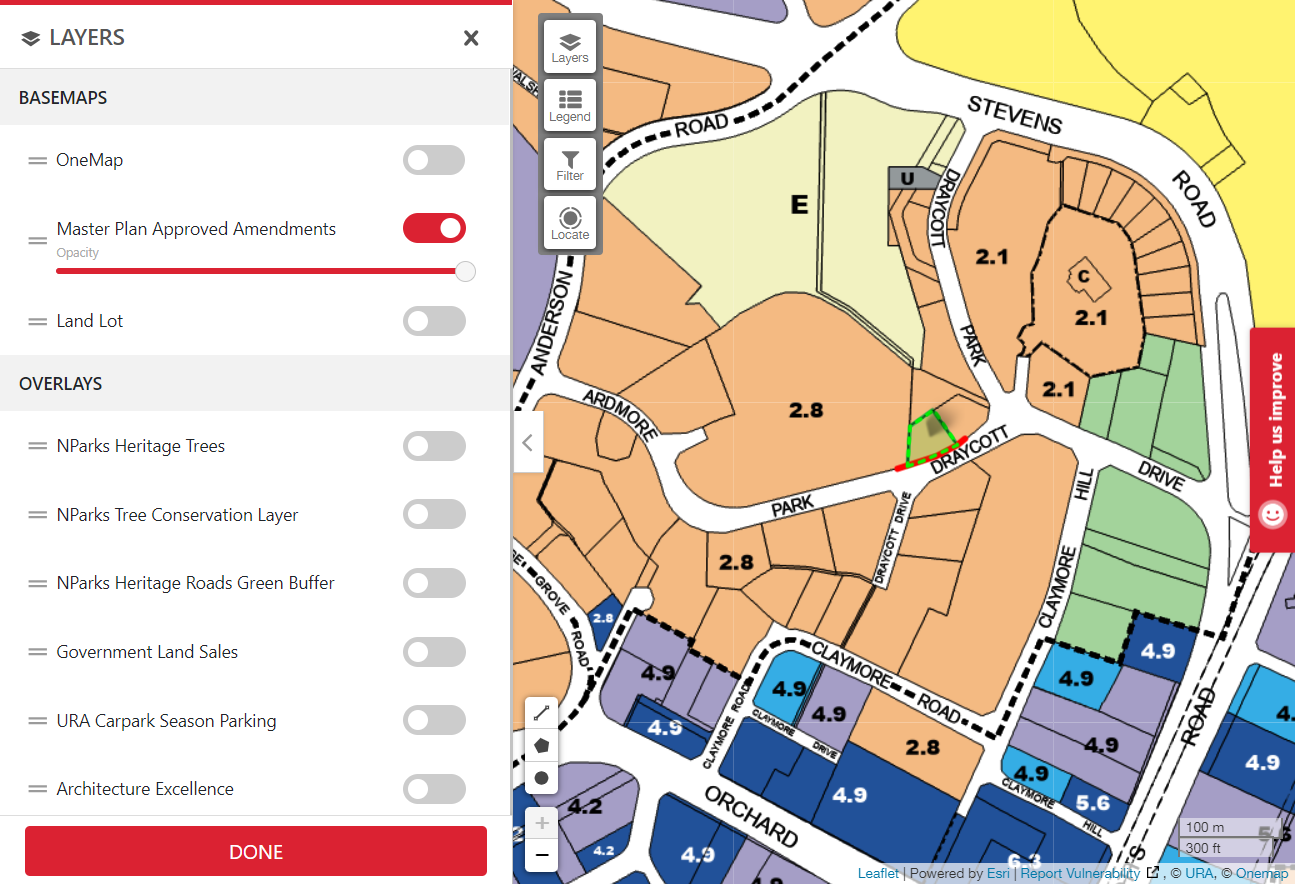 LAYERS
BASEMAPS
OneMap
Master Plan Approved Amendments
Opacity
Land Lot
OVERLAYS
NParks Heritage Trees
NParks Tree Conservation Layer
NParks Heritage Roads Green Buffer
Government Land Sales
URA Carpark Season Parking
Architecture Excellence
DONE
Layers
Legend
Filter
Locate
ROAD
STEVENS
ROAD
U
E
DRAYCOTT
2.1
C
2.1
PARK
2.1
ANDERSON
ARDMORE
2.8
DRAYCOTT
DRIVE
PARK
HILL
DRAYCOTT DRIVE
2.8
CLAYMORE
GROVE
ROAD
2.8
4.9
CLAYMORE
ROAD
4.9
4.9
4.9
4.9
CLAYMORE ROAD
CLAYMORE
DRIVE
4.9
2.8
4.9
4.9
ROAD
4.9
4.9
CLAYMORE
HILL
5.6
ORCHARD
4.2
4.2
4.9
4.9
6.3
Help us improve
100 m
300 ft
Leaflet | Powered by Esri | Report Vulnerability , © URA, © Onemap